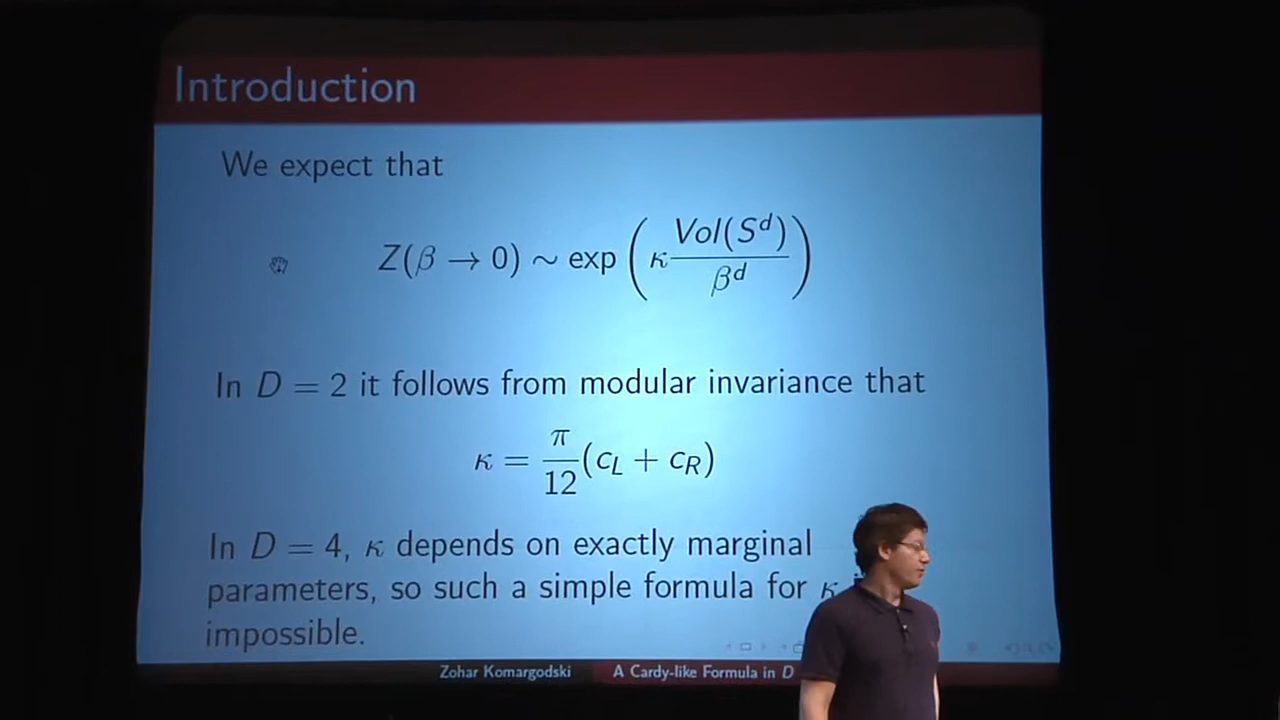 Introduction
We expect that
Z(β → 0) ∼ exp (κ Vol(S^d) / β^d)
In D = 2 it follows from modular invariance that
κ = π/12 (c_L + c_R)
In D = 4, κ depends on exactly marginal
parameters, so such a simple formula for κ
impossible.
Zohar Komargodski A Cardy-like Formula in D